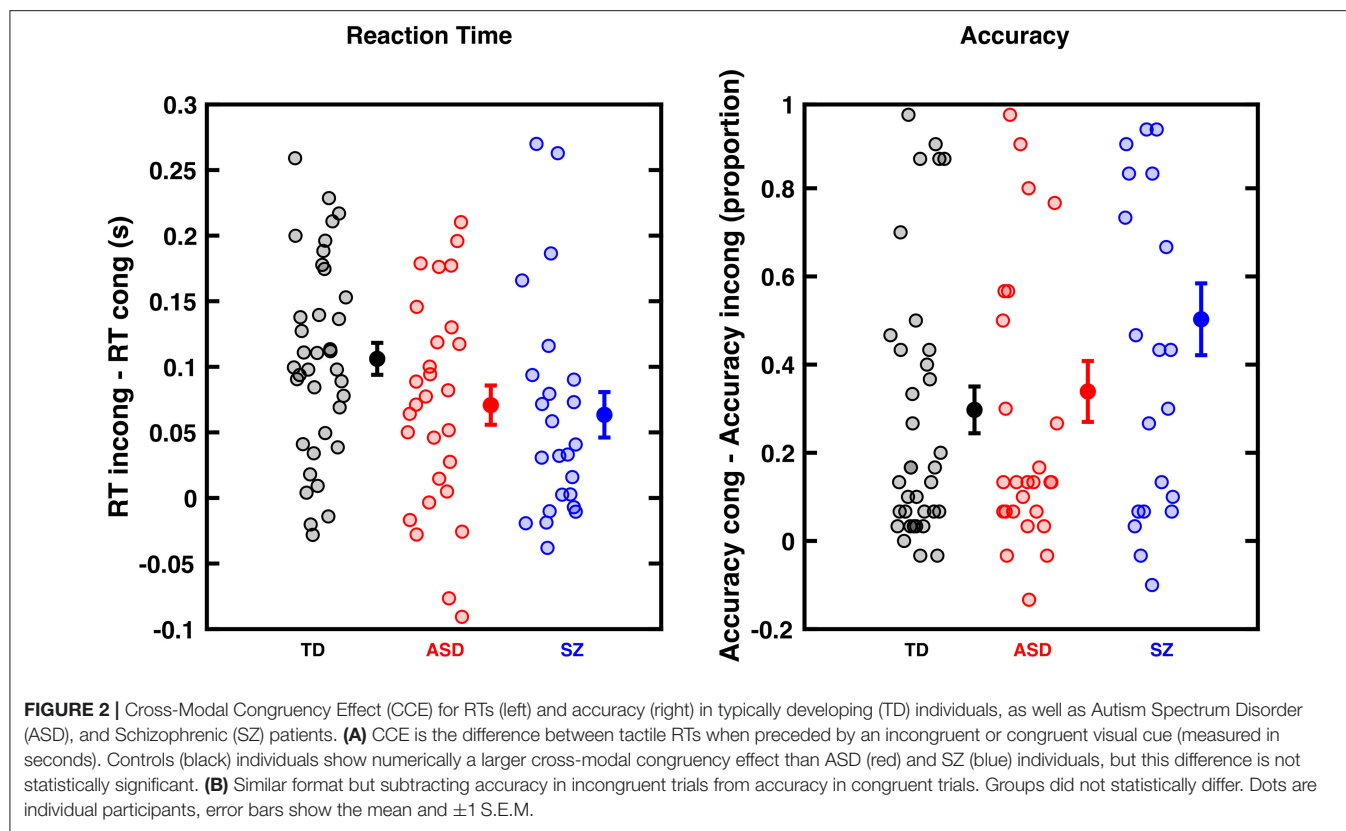 Reaction Time
RT incong - RT cong (s)
0.3
0.25
0.2
0.15
0.1
0.05
0
-0.05
-0.1
TD ASD SZ
Accuracy
Accuracy cong - Accuracy incong (proportion)
1
0.8
0.6
0.4
0.2
0
-0.2
TD ASD SZ
FIGURE 2 | Cross-Modal Congruency Effect (CCE) for RTs (left) and accuracy (right) in typically developing (TD) individuals, as well as Autism Spectrum Disorder
(ASD), and Schizophrenic (SZ) patients. (A) CCE is the difference between tactile RTs when preceded by an incongruent or congruent visual cue (measured in
seconds). Controls (black) individuals show numerically a larger cross-modal congruency effect than ASD (red) and SZ (blue) individuals, but this difference is not
statistically significant. (B) Similar format but subtracting accuracy in incongruent trials from accuracy in congruent trials. Groups did not statistically differ. Dots are
individual participants, error bars show the mean and ±1 S.E.M.